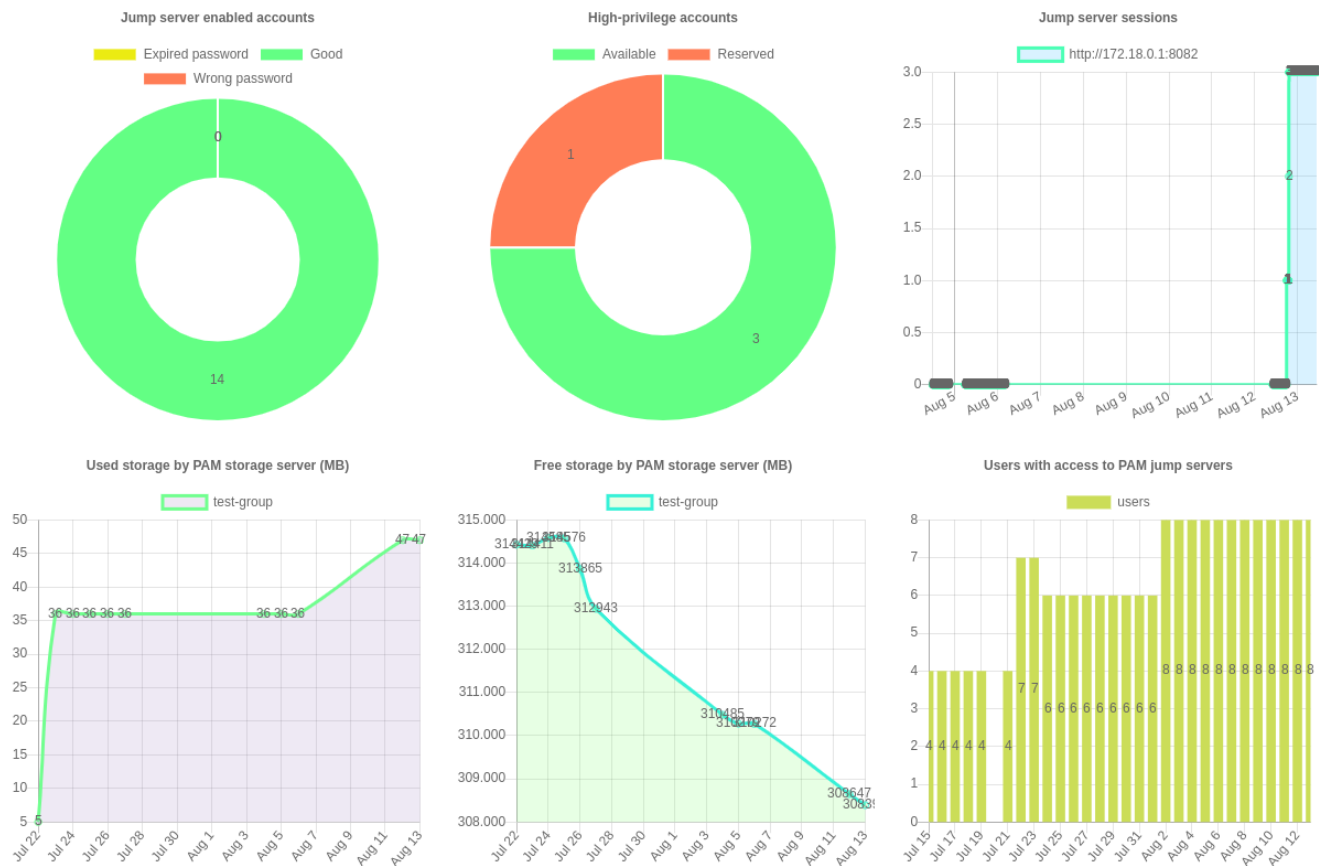 Jump server enabled accounts
Expired password Good
Wrong password
0
14
High-privilege accounts
Available Reserved
1
3
Jump server sessions
http://172.18.0.1:8082
3.0
2.5
2.0
1.5
1.0
0.5
0
2
1
Aug 5 Aug 6 Aug 7 Aug 8 Aug 9 Aug 10 Aug 11 Aug 12 Aug 13
Used storage by PAM storage server (MB)
test-group
50
45
40
35
30
25
20
15
10
5
5 36 36 36 36 36 36 36 36 47 47
Jul 22 Jul 24 Jul 26 Jul 28 Jul 30 Aug 1 Aug 3 Aug 5 Aug 7 Aug 9 Aug 11 Aug 13
Free storage by PAM storage server (MB)
test-group
315.000
314.000
313.000
312.000
311.000
310.000
309.000
308.000
313865
312943
310485
308647
Jul 22 Jul 24 Jul 26 Jul 28 Jul 30 Aug 1 Aug 3 Aug 5 Aug 7 Aug 9 Aug 11 Aug 13
Users with access to PAM jump servers
users
8
7
6
5
4
3
2
1
0
4 4 4 4 4 4 7 7 6 6 6 6 6 6 6 6 6 8 8 8 8 8 8 8 8 8 8 8 8
Jul 15 Jul 17 Jul 19 Jul 21 Jul 23 Jul 25 Jul 27 Jul 29 Jul 31 Aug 2 Aug 4 Aug 6 Aug 8 Aug 10 Aug 12